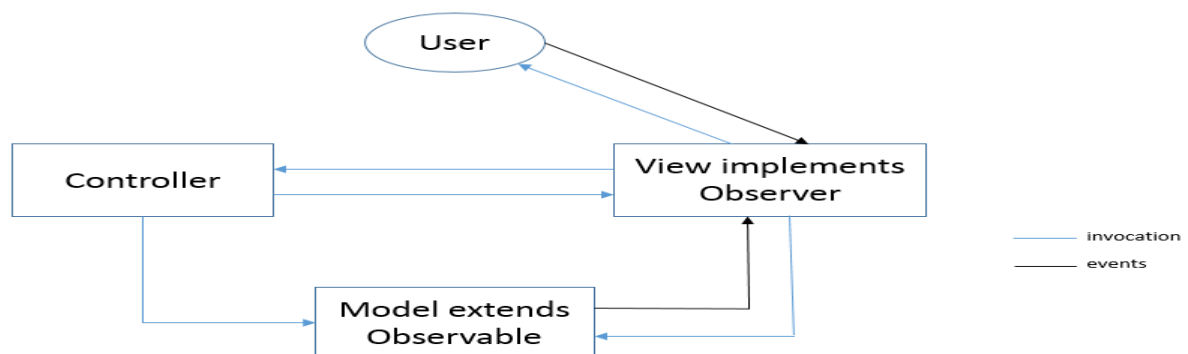 User
Controller
View implements
Observer
invocation
events
Model extends
Observable